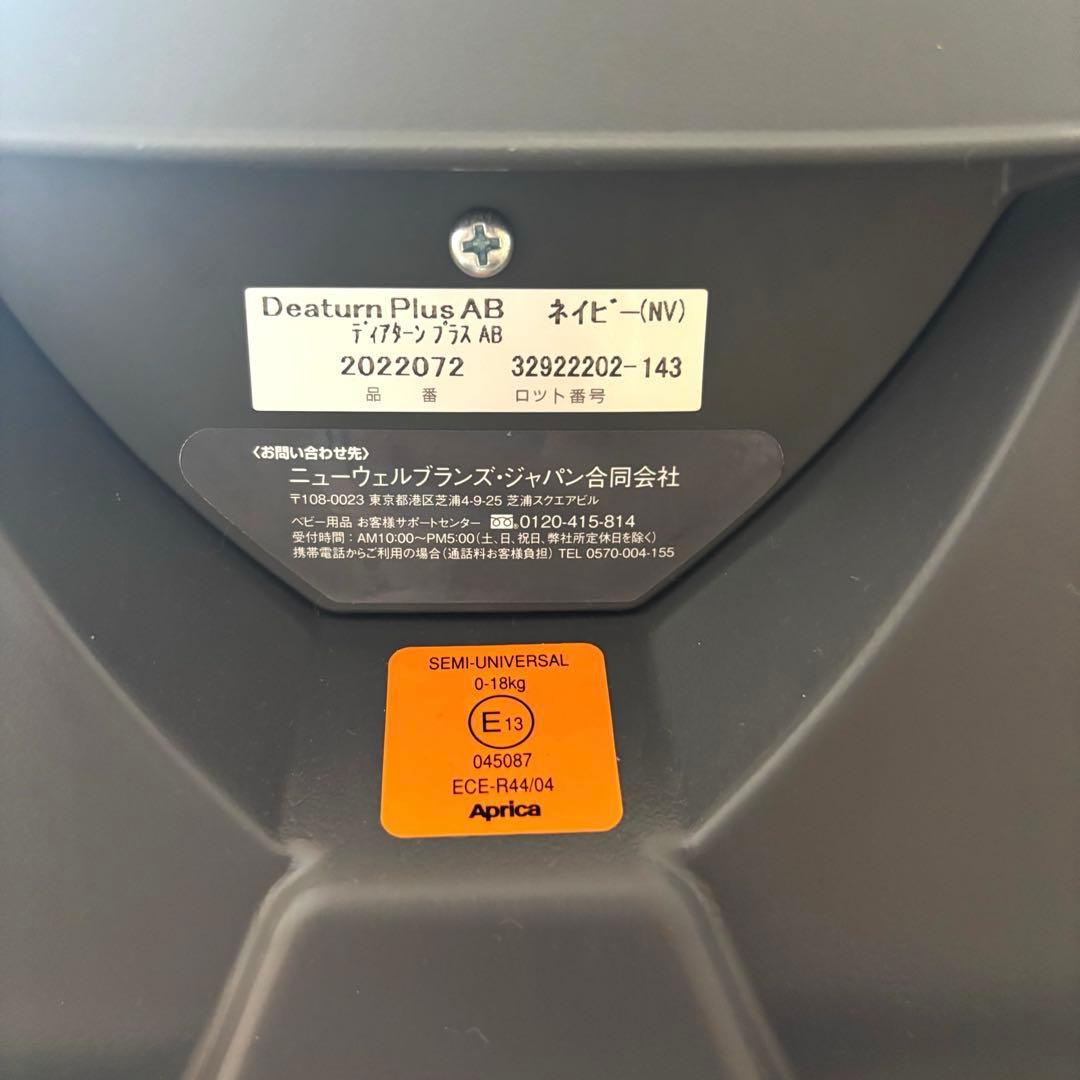 Deaturn Plus AB ネイビー(NV)
ディアターン プラス AB
2022072 32922202-143
品番 ロット番号
〈お問い合わせ先〉
ニューウェルブランズ・ジャパン合同会社
〒108-0023 東京都港区芝浦4-9-25 芝浦スクエアビル
ベビー用品 お客様サポートセンター 0120-415-814
受付時間:AM10:00〜PM5:00(土、日、祝日、弊社所定休日を除く)
携帯電話からご利用の場合(通話料お客様負担) TEL 0570-004-155
SEMI-UNIVERSAL
0-18kg
E13
045087
ECE-R44/04
Aprica